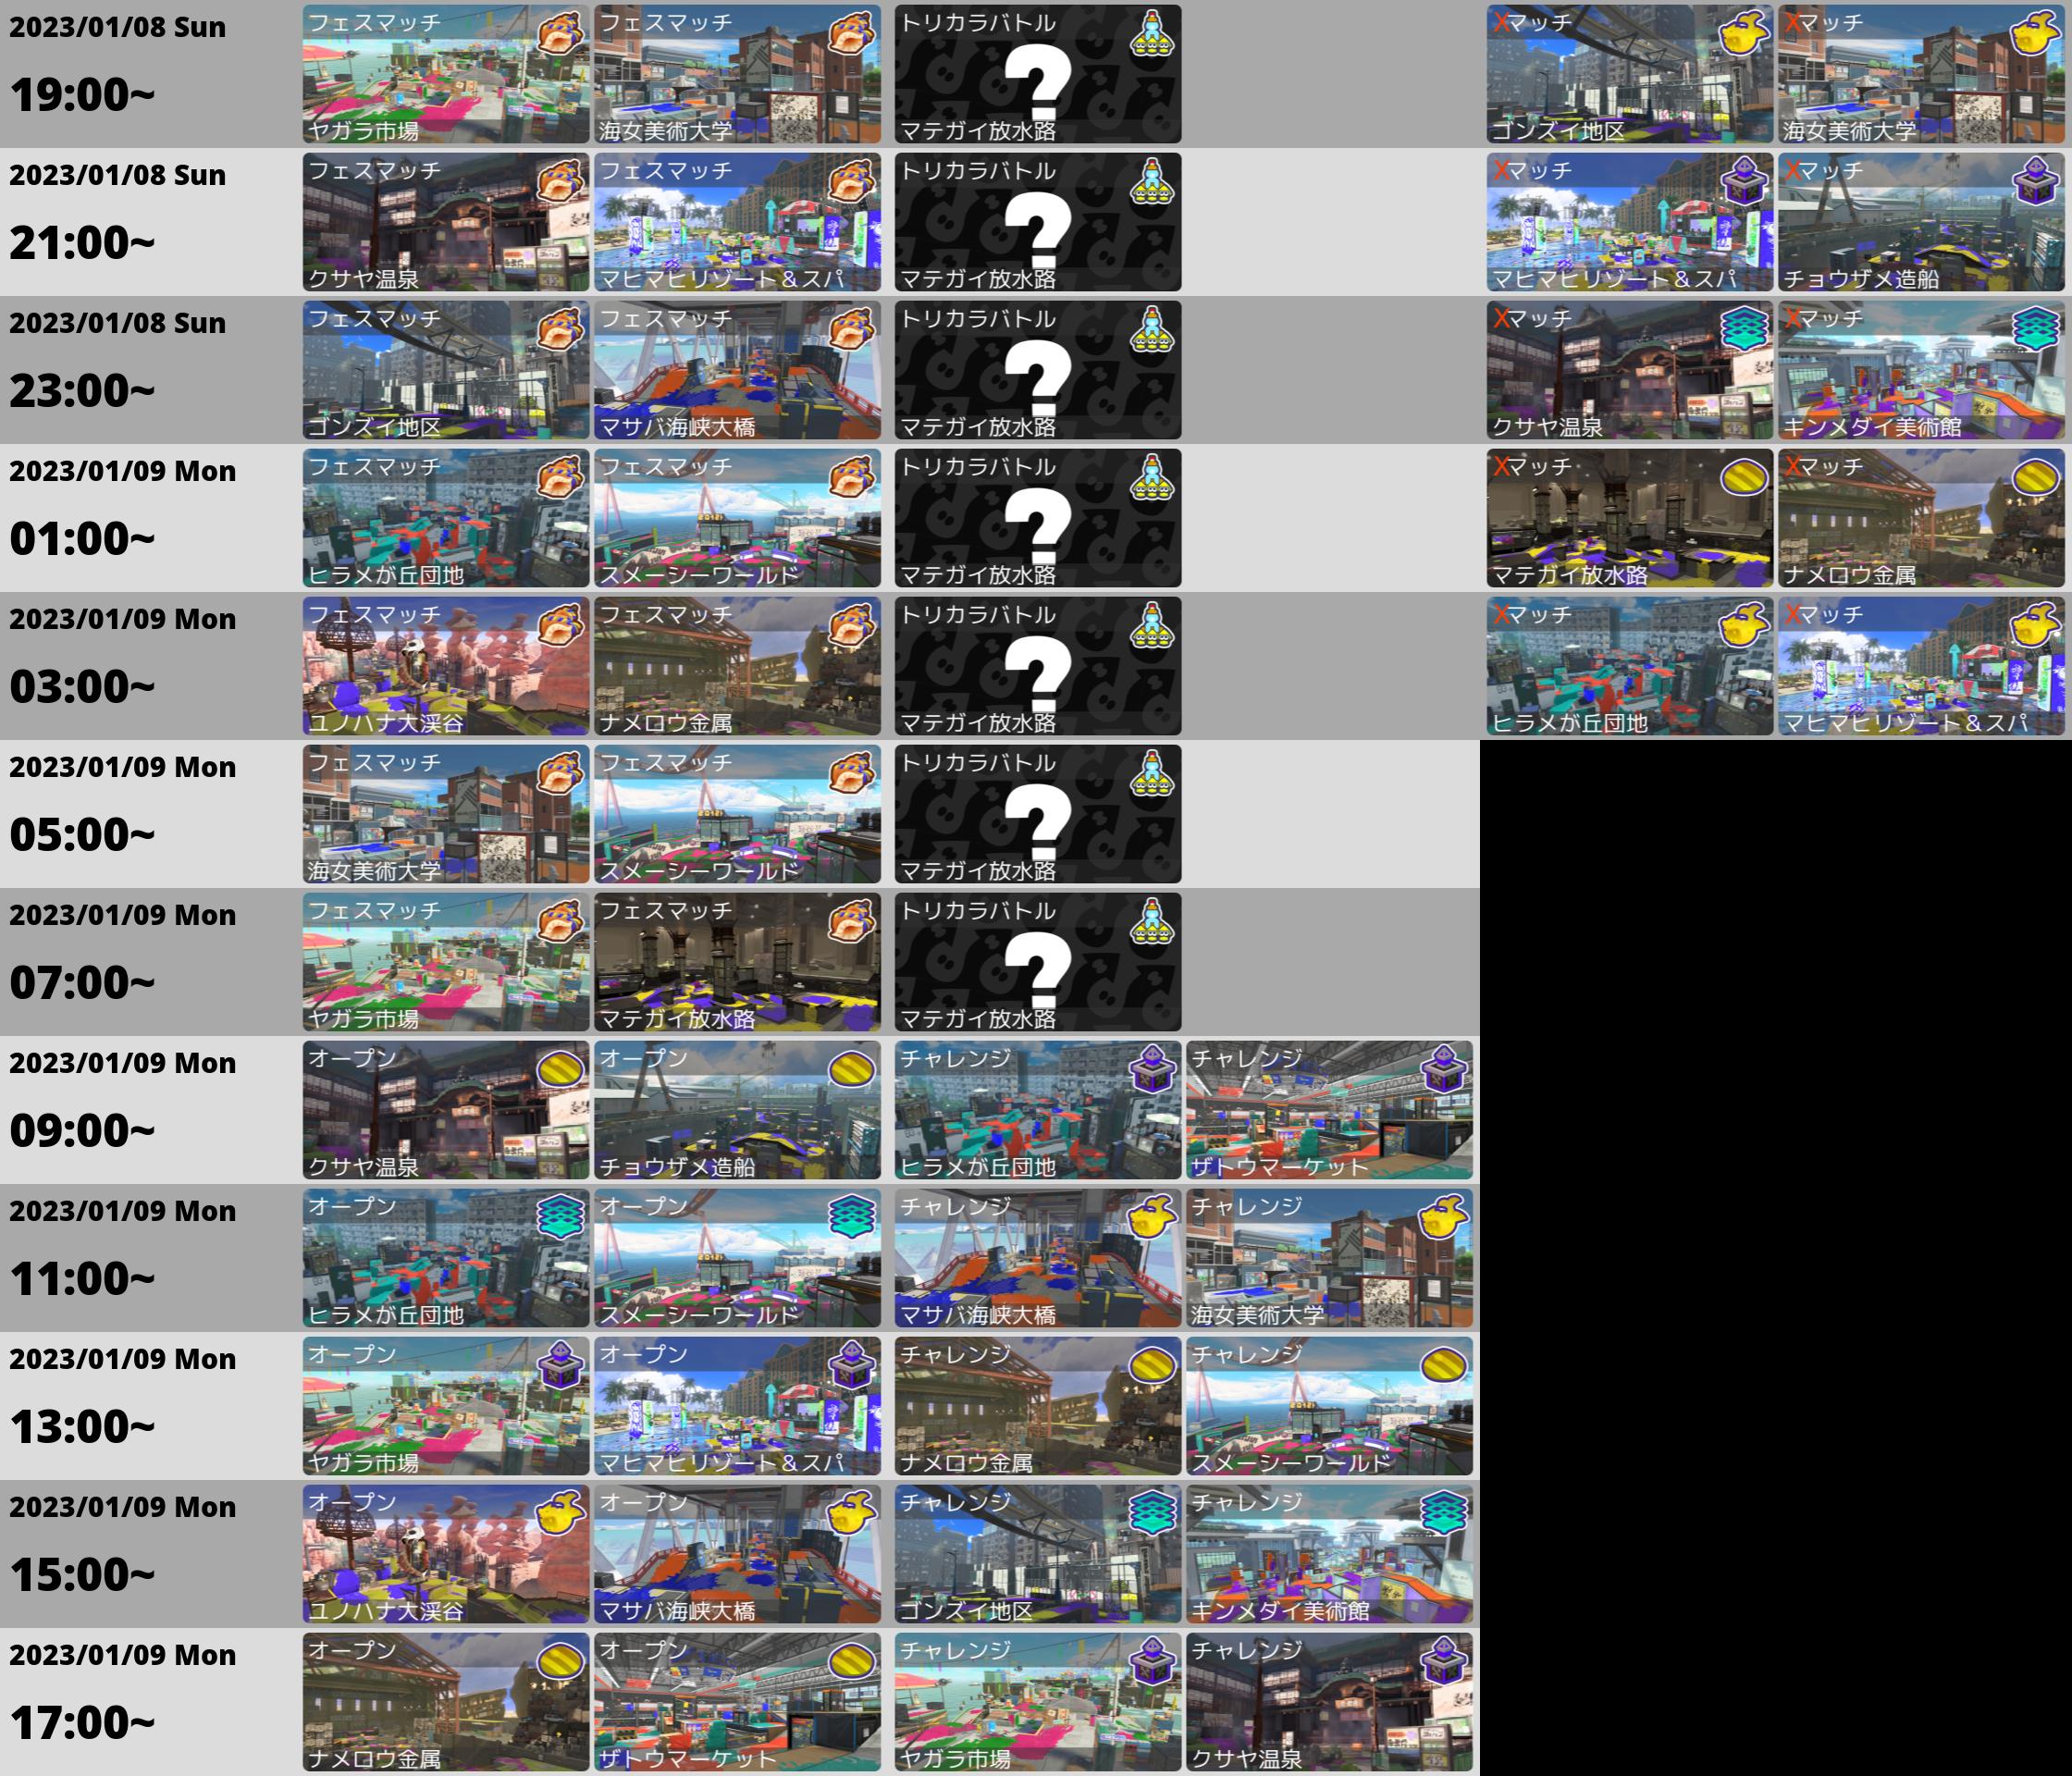 2023/01/08 Sun
19:00~
フェスマッチ
ヤガラ市場
フェスマッチ
海女美術大学
トリカラバトル
?
マテガイ放水路
Xマッチ
ゴンズイ地区
Xマッチ
海女美術大学
2023/01/08 Sun
21:00~
フェスマッチ
クサヤ温泉
フェスマッチ
マヒマヒリゾート＆スパ
トリカラバトル
?
マテガイ放水路
Xマッチ
マヒマヒリゾート＆スパ
Xマッチ
チョウザメ造船
2023/01/08 Sun
23:00~
フェスマッチ
ゴンズイ地区
フェスマッチ
マサバ海峡大橋
トリカラバトル
?
マテガイ放水路
Xマッチ
クサヤ温泉
Xマッチ
キンメダイ美術館
2023/01/09 Mon
01:00~
フェスマッチ
ヒラメが丘団地
フェスマッチ
スメーシーワールド
トリカラバトル
?
マテガイ放水路
Xマッチ
マテガイ放水路
Xマッチ
ナメロウ金属
2023/01/09 Mon
03:00~
フェスマッチ
ユノハナ大渓谷
フェスマッチ
ナメロウ金属
トリカラバトル
?
マテガイ放水路
Xマッチ
ヒラメが丘団地
Xマッチ
マヒマヒリゾート＆スパ
2023/01/09 Mon
05:00~
フェスマッチ
海女美術大学
フェスマッチ
スメーシーワールド
トリカラバトル
?
マテガイ放水路
2023/01/09 Mon
07:00~
フェスマッチ
ヤガラ市場
フェスマッチ
マテガイ放水路
トリカラバトル
?
マテガイ放水路
2023/01/09 Mon
09:00~
オープン
クサヤ温泉
オープン
チョウザメ造船
チャレンジ
ヒラメが丘団地
チャレンジ
ザトウマーケット
2023/01/09 Mon
11:00~
オープン
ヒラメが丘団地
オープン
スメーシーワールド
チャレンジ
マサバ海峡大橋
チャレンジ
海女美術大学
2023/01/09 Mon
13:00~
オープン
ヤガラ市場
オープン
マヒマヒリゾート＆スパ
チャレンジ
ナメロウ金属
チャレンジ
スメーシーワールド
2023/01/09 Mon
15:00~
オープン
ユノハナ大渓谷
オープン
マサバ海峡大橋
チャレンジ
ゴンズイ地区
チャレンジ
キンメダイ美術館
2023/01/09 Mon
17:00~
オープン
ナメロウ金属
オープン
ザトウマーケット
チャレンジ
ヤガラ市場
チャレンジ
クサヤ温泉